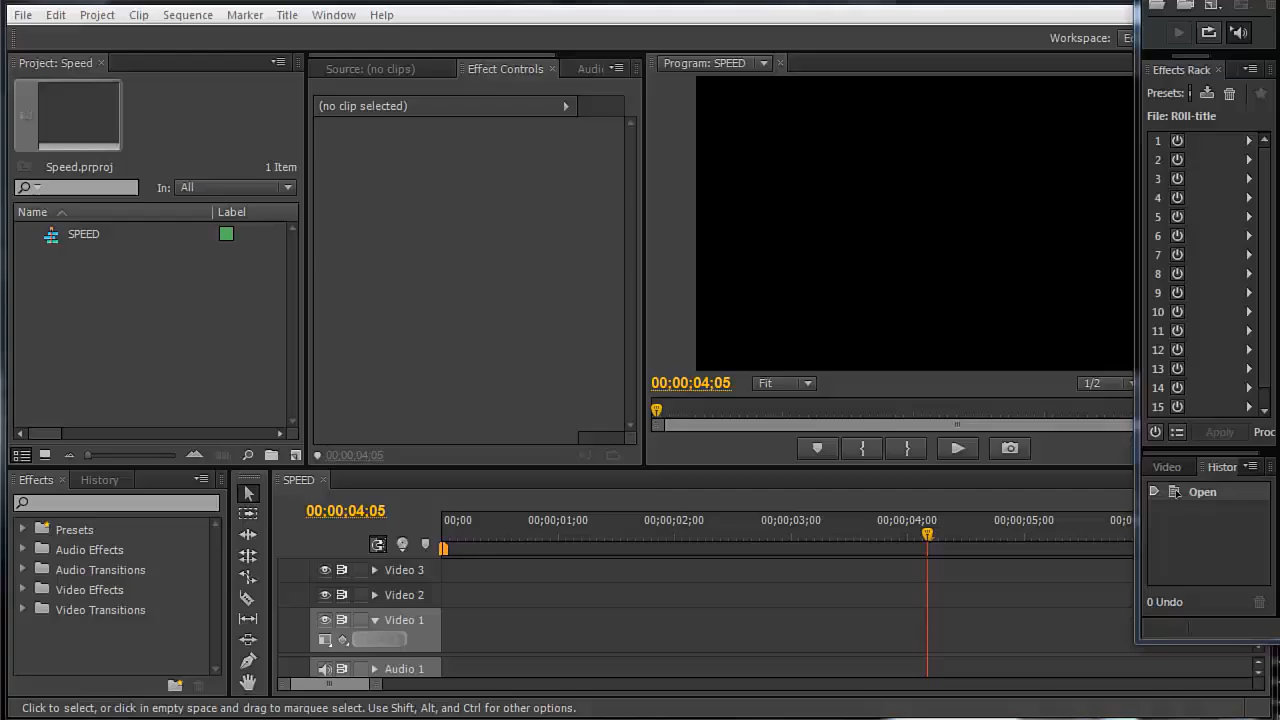 File Edit Project Clip Sequence Marker Title Window Help
Workspace:
Project: Speed
Speed.prproj
1 Item
In: All
Name Label
SPEED
Source: (no clips) Effect Controls
(no clip selected)
00;00;04;05
Program: SPEED
00;00;04;05 Fit 1/2
Effects Rack
Presets:
File: R0ll-title
1
2
3
4
5
6
7
8
9
10
11
12
13
14
15
Apply
Video
Open
0 Undo
Effects History
Presets
Audio Effects
Audio Transitions
Video Effects
Video Transitions
SPEED
00;00;04;05
00;00 00;00;01;00 00;00;02;00 00;00;03;00 00;00;04;00 00;00;05;00
Video 3
Video 2
Video 1
Audio 1
Click to select, or click in empty space and drag to marquee select. Use Shift, Alt, and Ctrl for other options.